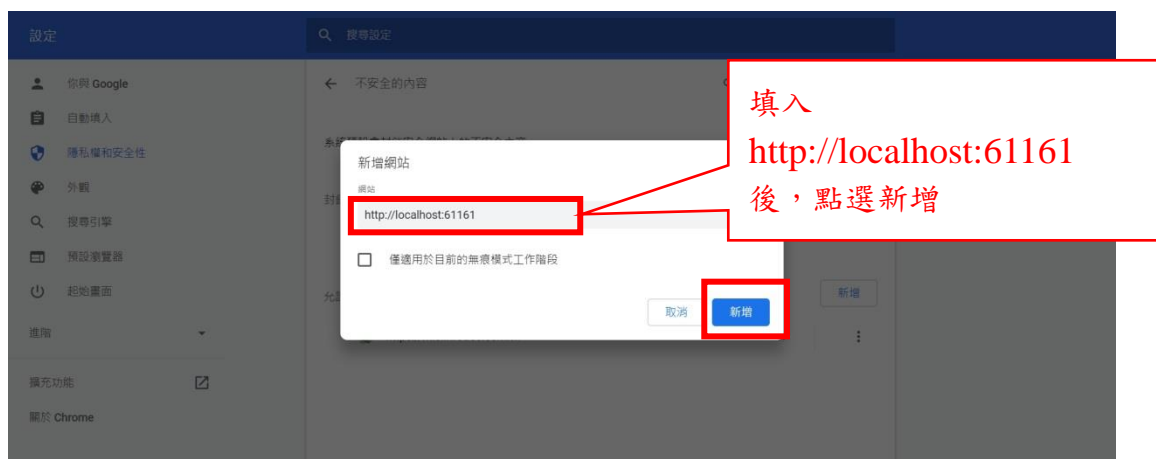 設定
搜尋設定
你與 Google
自動填入
隱私權和安全性
外觀
搜尋引擎
預設瀏覽器
起始畫面
進階
擴充功能
關於 Chrome
不安全的內容
新增網站
網站
http://localhost:61161
僅適用於目前的無痕模式工作階段
取消
新增
新增
填入
http://localhost:61161
後，點選新增